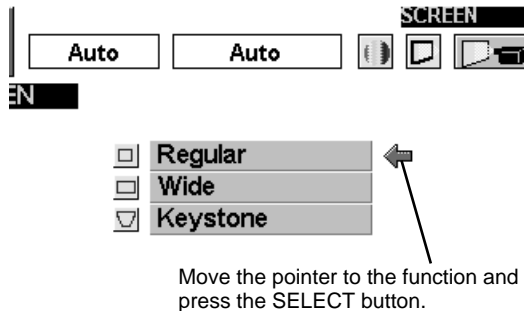 SCREEN
Auto Auto
EN
Regular
Wide
Keystone
Move the pointer to the function and
press the SELECT button.